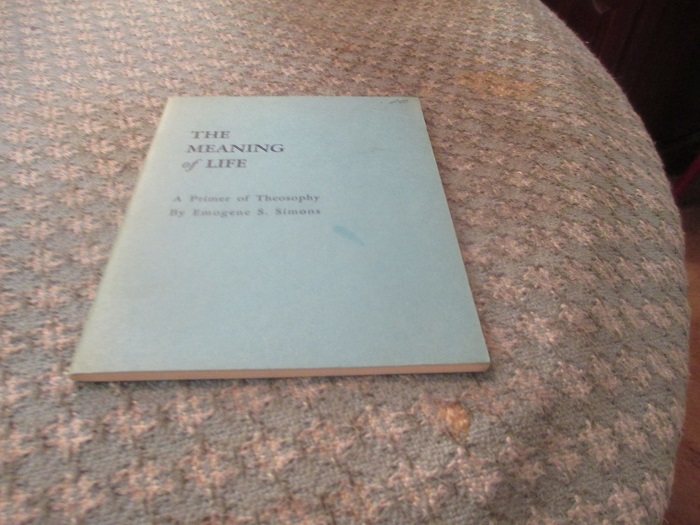 THE
MEANING
of LIFE
A Primer of Theosophy
By Emogene S. Simons